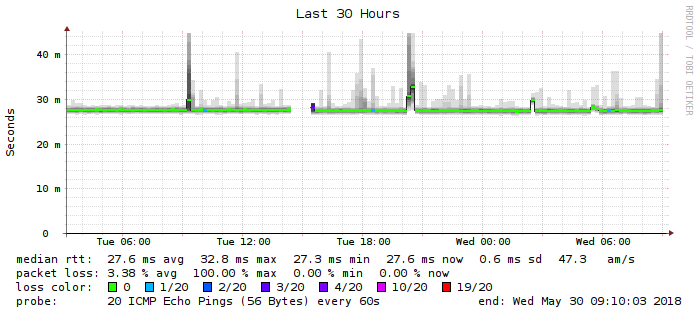 Last 30 Hours
RRDTOOL / TOBI OETIKER
Seconds
40 m
30 m
20 m
10 m
0
Tue 06:00 Tue 12:00 Tue 18:00 Wed 00:00 Wed 06:00
median rtt: 27.6 ms avg 32.8 ms max 27.3 ms min 27.6 ms now 0.6 ms sd 47.3 am/s
packet loss: 3.38 % avg 100.00 % max 0.00 % min 0.00 % now
loss color: 0 1/20 2/20 3/20 4/20 10/20 19/20
probe: 20 ICMP Echo Pings (56 Bytes) every 60s end: Wed May 30 09:10:03 2018